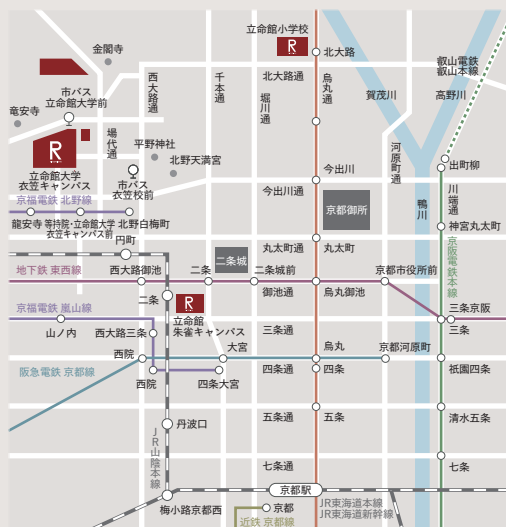 立命館小学校
R
北大路
金閣寺
市バス
立命館大学前
西大路通
千本通
堀川通
北大路通
烏丸通
賀茂川
叡山電鉄
叡山本線
高野川
竜安寺
馬代通
平野神社
北野天満宮
河原町通
出町柳
R
立命館大学
衣笠キャンパス
市バス
衣笠校前
今出川通
今出川
京都御所
鴨川
川端通
京福電鉄 北野線
龍安寺
等持院・立命館大学
衣笠キャンパス前
北野白梅町
円町
神宮丸太町
京阪電鉄本線
丸太町通
丸太町
二条城
地下鉄 東西線
西大路御池
二条
二条城前
京都市役所前
御池通
烏丸御池
二条
R
立命館
朱雀キャンパス
三条京阪
三条
京福電鉄 嵐山線
山ノ内
西大路三条
三条通
大宮
烏丸
京都河原町
西院
阪急電鉄 京都線
四条通
四条
祇園四条
西院
四条大宮
五条通
五条
清水五条
丹波口
JR山陰本線
七条通
七条
京都駅
梅小路京都西
京都
近鉄 京都線
JR東海道本線
JR東海道新幹線